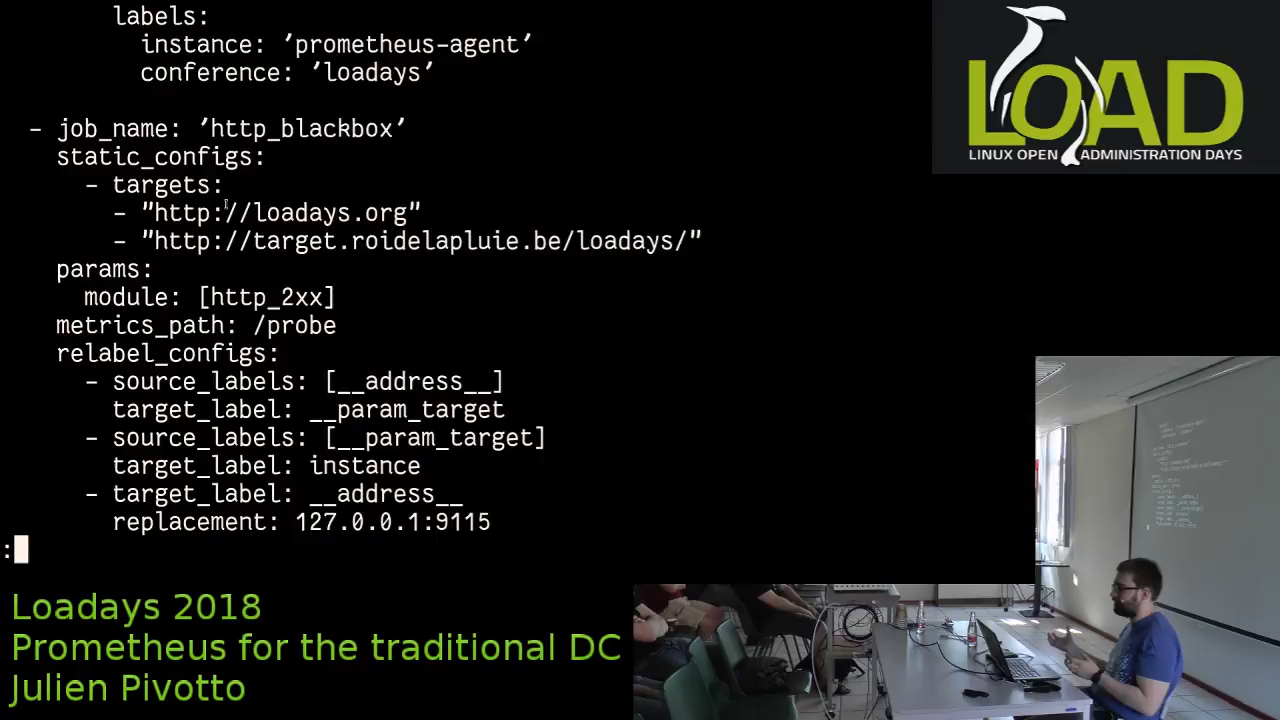 labels:
instance: 'prometheus-agent'
conference: 'loadays'
- job_name: 'http_blackbox'
static_configs:
- targets:
- "http://loadays.org"
- "http://target.roidelapluie.be/loadays/"
params:
module: [http_2xx]
metrics_path: /probe
relabel_configs:
- source_labels: [__address__]
target_label: __param_target
- source_labels: [__param_target]
target_label: instance
- target_label: __address__
replacement: 127.0.0.1:9115
:
LOAD
LINUX OPEN ADMINISTRATION DAYS
Loadays 2018
Prometheus for the traditional DC
Julien Pivotto